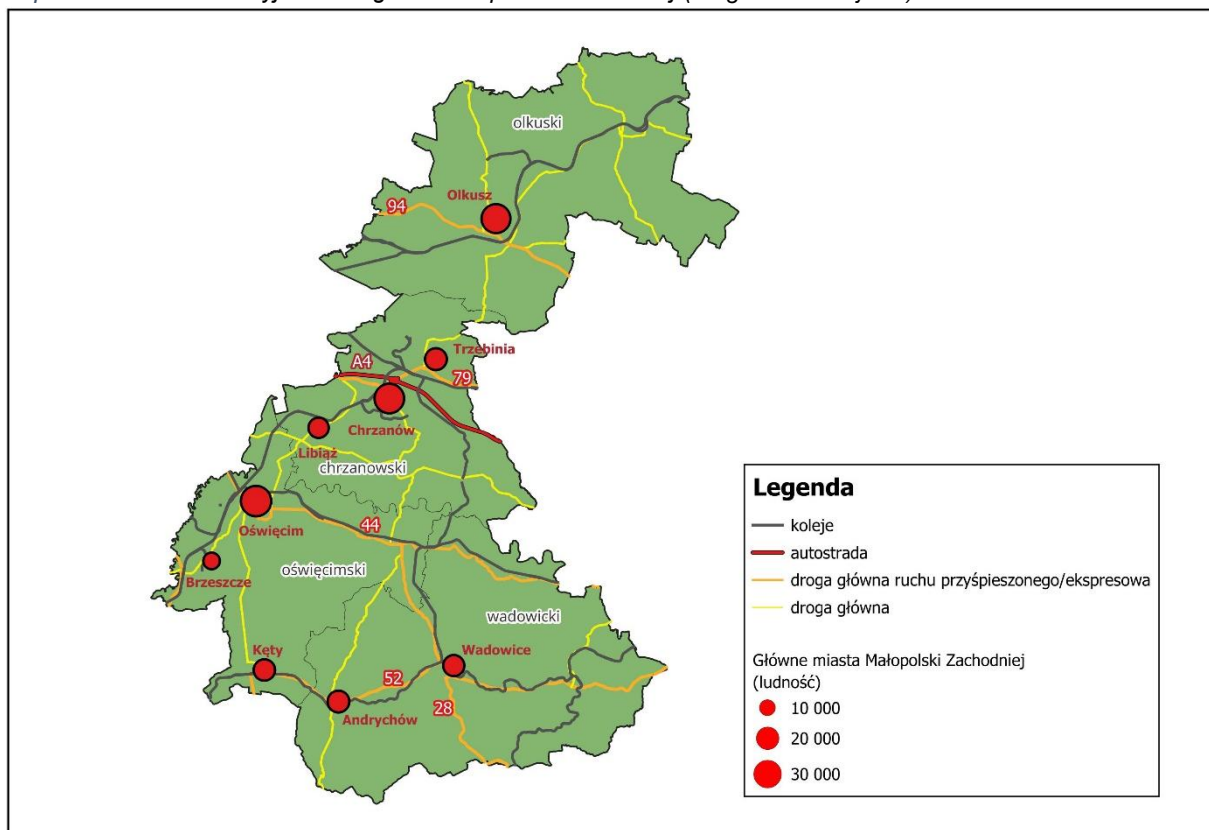 olkuski
Olkusz
94
Trzebinia
A4
79
Chrzanów
Libiąż
chrzanowski
Oświęcim
44
Brzeszcze
oświęcimski
wadowicki
Kęty
Wadowice
52
Andrychów
28
Legenda
koleje
autostrada
droga główna ruchu przyśpieszonego/ekspresowa
droga główna
Główne miasta Małopolski Zachodniej
(ludność)
10 000
20 000
30 000